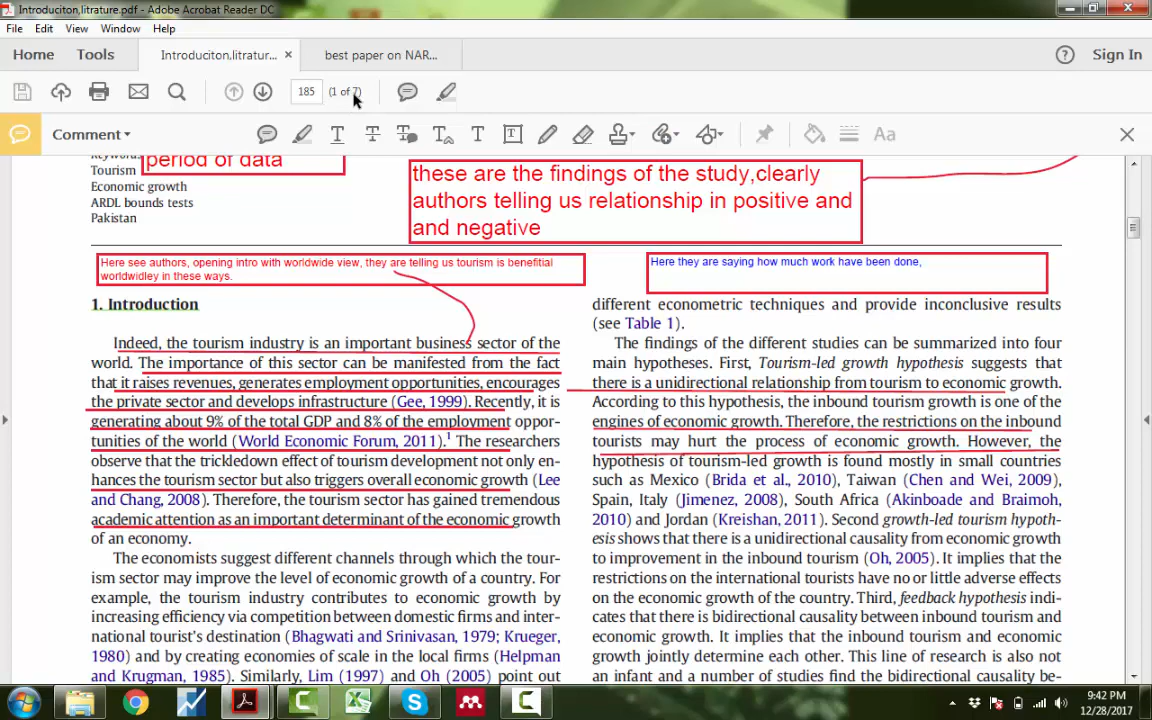 Introduciton,litrature.pdf - Adobe Acrobat Reader DC
File Edit View Window Help
Home Tools Introduciton,litratur... × best paper on NAR... ? Sign In
185 (1 of 7)
Comment
Aa
Keywords:
Tourism
Economic growth
ARDL bounds tests
Pakistan
period of data
these are the findings of the study,clearly
authors telling us relationship in positive and
and negative
Here see authors, opening intro with worldwide view, they are telling us tourism is benefitial
worldwidley in these ways.
1. Introduction
Indeed, the tourism industry is an important business sector of the
world. The importance of this sector can be manifested from the fact
that it raises revenues, generates employment opportunities, encourages
the private sector and develops infrastructure (Gee, 1999). Recently, it is
generating about 9% of the total GDP and 8% of the employment oppor-
tunities of the world (World Economic Forum, 2011).1 The researchers
observe that the trickledown effect of tourism development not only en-
hances the tourism sector but also triggers overall economic growth (Lee
and Chang, 2008). Therefore, the tourism sector has gained tremendous
academic attention as an important determinant of the economic growth
of an economy.
The economists suggest different channels through which the tour-
ism sector may improve the level of economic growth of a country. For
example, the tourism industry contributes to economic growth by
increasing efficiency via competition between domestic firms and inter-
national tourist's destination (Bhagwati and Srinivasan, 1979; Krueger,
1980) and by creating economies of scale in the local firms (Helpman
and Krugman, 1985). Similarly, Lim (1997) and Oh (2005) point out
Here they are saying how much work have been done,
different econometric techniques and provide inconclusive results
(see Table 1).
The findings of the different studies can be summarized into four
main hypotheses. First, Tourism-led growth hypothesis suggests that
there is a unidirectional relationship from tourism to economic growth.
According to this hypothesis, the inbound tourism growth is one of the
engines of economic growth. Therefore, the restrictions on the inbound
tourists may hurt the process of economic growth. However, the
hypothesis of tourism-led growth is found mostly in small countries
such as Mexico (Brida et al., 2010), Taiwan (Chen and Wei, 2009),
Spain, Italy (Jimenez, 2008), South Africa (Akinboade and Braimoh,
2010) and Jordan (Kreishan, 2011). Second growth-led tourism hypoth-
esis shows that there is a unidirectional causality from economic growth
to improvement in the inbound tourism (Oh, 2005). It implies that the
restrictions on the international tourists have no or little adverse effects
on the economic growth of the country. Third, feedback hypothesis indi-
cates that there is bidirectional causality between inbound tourism and
economic growth. It implies that the inbound tourism and economic
growth jointly determine each other. This line of research is also not
an infant and a number of studies find the bidirectional causality be-
9:42 PM
12/28/2017